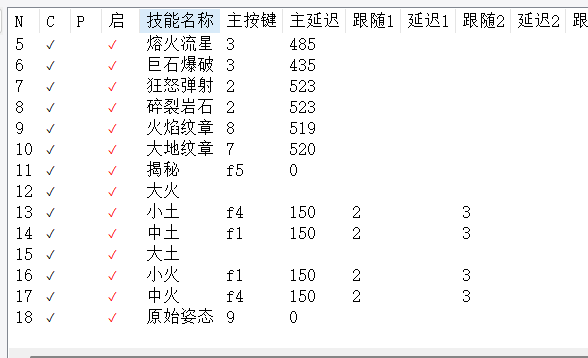 N C P 启 技能名称 主按键 主延迟 跟随1 延迟1 跟随2 延迟2 跟
5 ✓ ✓ 熔火流星 3 485
6 ✓ ✓ 巨石爆破 3 435
7 ✓ ✓ 狂怒弹射 2 523
8 ✓ ✓ 碎裂岩石 2 523
9 ✓ ✓ 火焰纹章 8 519
10 ✓ ✓ 大地纹章 7 520
11 ✓ ✓ 揭秘 f5 0
12 ✓ ✓ 大火
13 ✓ ✓ 小土 f4 150 2 3
14 ✓ ✓ 中土 f1 150 2 3
15 ✓ ✓ 大土
16 ✓ ✓ 小火 f1 150 2 3
17 ✓ ✓ 中火 f4 150 2 3
18 ✓ ✓ 原始姿态 9 0